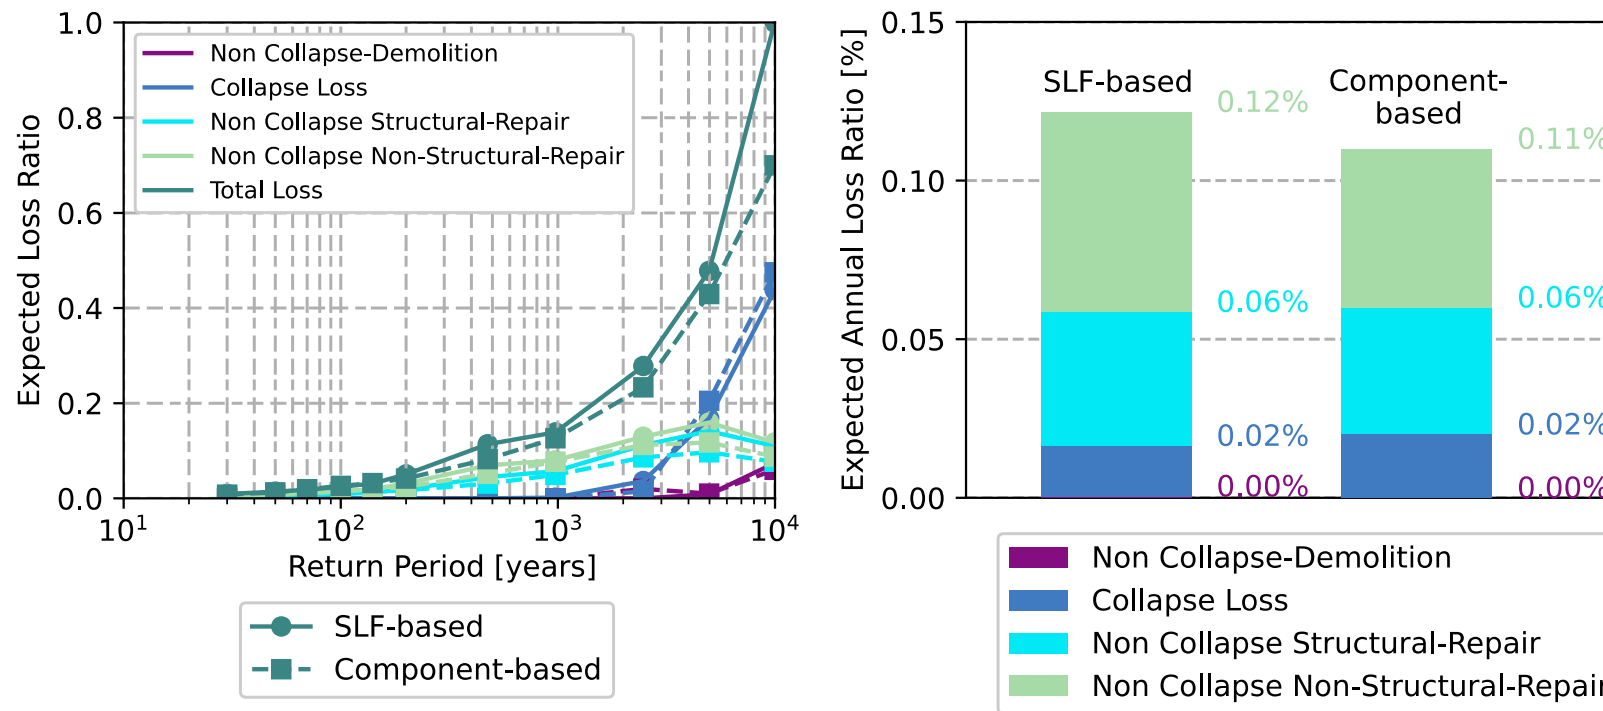 1.0
0.8
0.6
0.4
0.2
0.0
Expected Loss Ratio
Non Collapse-Demolition
Collapse Loss
Non Collapse Structural-Repair
Non Collapse Non-Structural-Repair
Total Loss
10¹
10²
10³
10⁴
Return Period [years]
SLF-based
Component-based
0.15
0.10
0.05
0.00
Expected Annual Loss Ratio [%]
SLF-based
0.12%
0.06%
0.02%
0.00%
Component-
based
0.11%
0.06%
0.02%
0.00%
Non Collapse-Demolition
Collapse Loss
Non Collapse Structural-Repair
Non Collapse Non-Structural-Repair